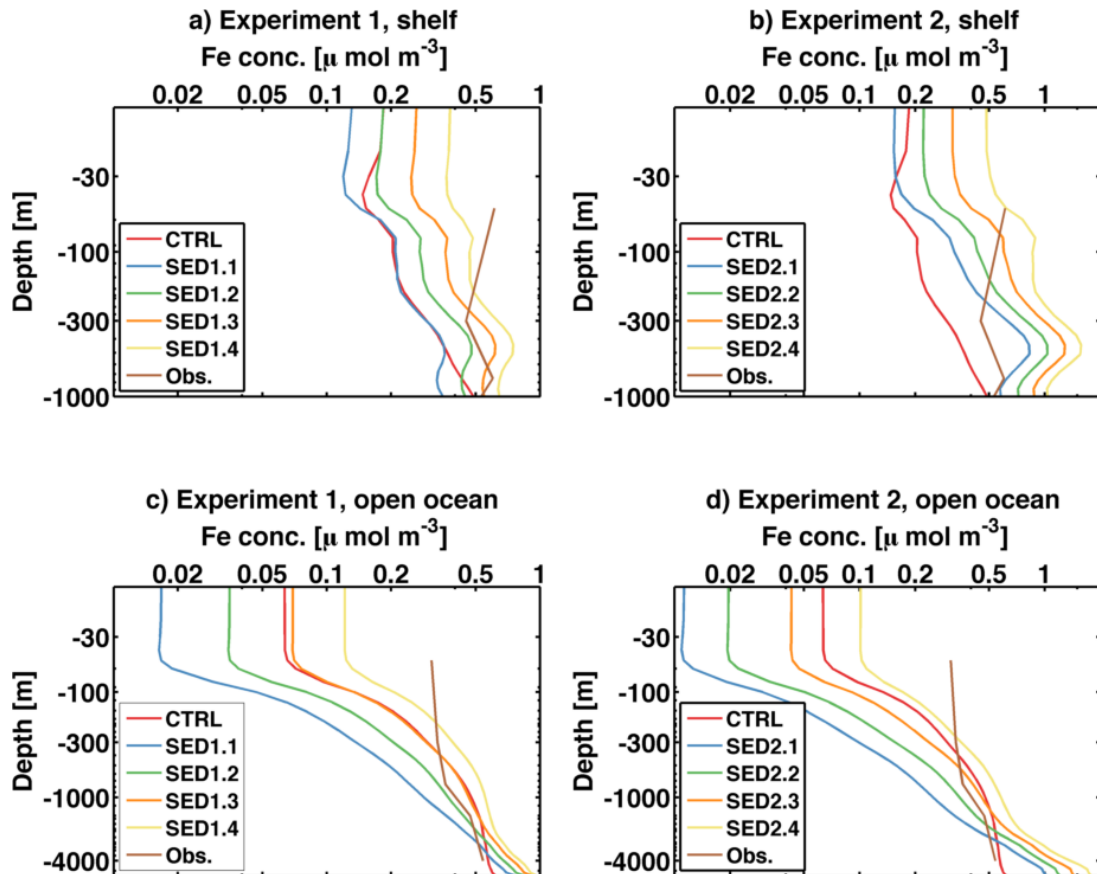 a) Experiment 1, shelf
Fe conc. [μ mol m⁻³]
0.02 0.05 0.1 0.2 0.5 1
Depth [m]
-30
-100
-300
-1000
CTRL
SED1.1
SED1.2
SED1.3
SED1.4
Obs.
b) Experiment 2, shelf
Fe conc. [μ mol m⁻³]
0.02 0.05 0.1 0.2 0.5 1
Depth [m]
-30
-100
-300
-1000
CTRL
SED2.1
SED2.2
SED2.3
SED2.4
Obs.
c) Experiment 1, open ocean
Fe conc. [μ mol m⁻³]
0.02 0.05 0.1 0.2 0.5 1
Depth [m]
-30
-100
-300
-1000
-4000
CTRL
SED1.1
SED1.2
SED1.3
SED1.4
Obs.
d) Experiment 2, open ocean
Fe conc. [μ mol m⁻³]
0.02 0.05 0.1 0.2 0.5 1
Depth [m]
-30
-100
-300
-1000
-4000
CTRL
SED2.1
SED2.2
SED2.3
SED2.4
Obs.